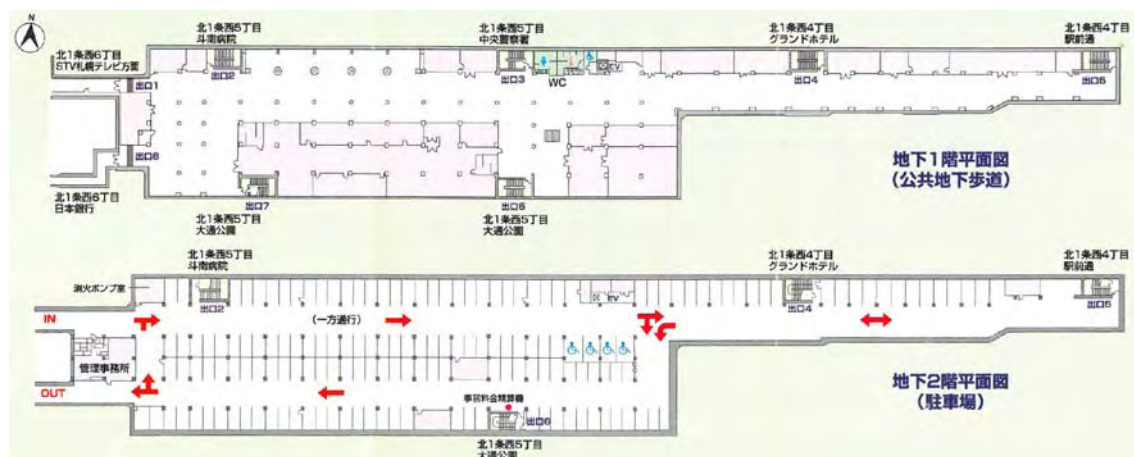 N
北1条西5丁目
斗南病院
北1条西5丁目
中央警察署
北1条西4丁目
グランドホテル
北1条西4丁目
駅前通
北1条西6丁目
STV札幌テレビ方面
出口1
出口2
出口3
WC
EV
出口4
出口5
出口8
出口7
出口6
地下1階平面図
(公共地下歩道)
北1条西6丁目
日本銀行
北1条西5丁目
大通公園
北1条西5丁目
大通公園
北1条西5丁目
斗南病院
北1条西4丁目
グランドホテル
北1条西4丁目
駅前通
消火ポンプ室
出口2
EV
出口4
出口5
IN
(一方通行)
管理事務所
OUT
事前料金精算機
出口6
地下2階平面図
(駐車場)
北1条西5丁目
大通公園